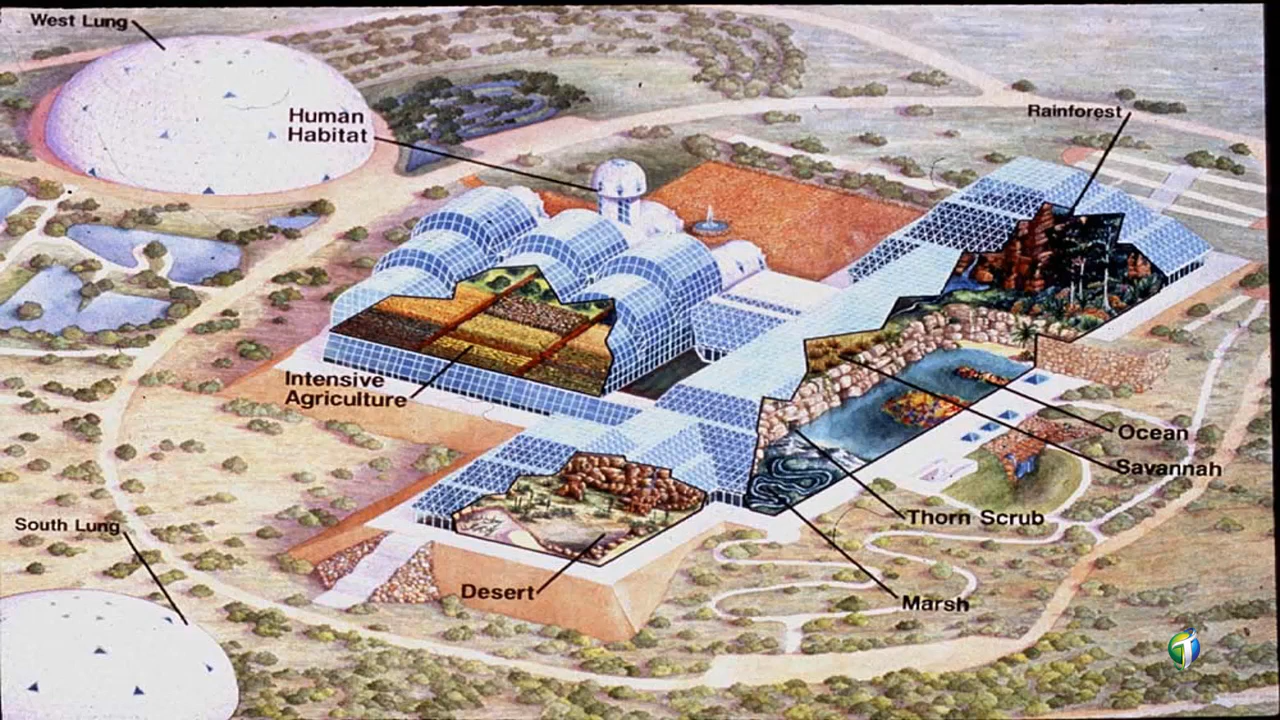 West Lung
Human
Habitat
Rainforest
Intensive
Agriculture
Ocean
Savannah
South Lung
Thorn Scrub
Desert
Marsh